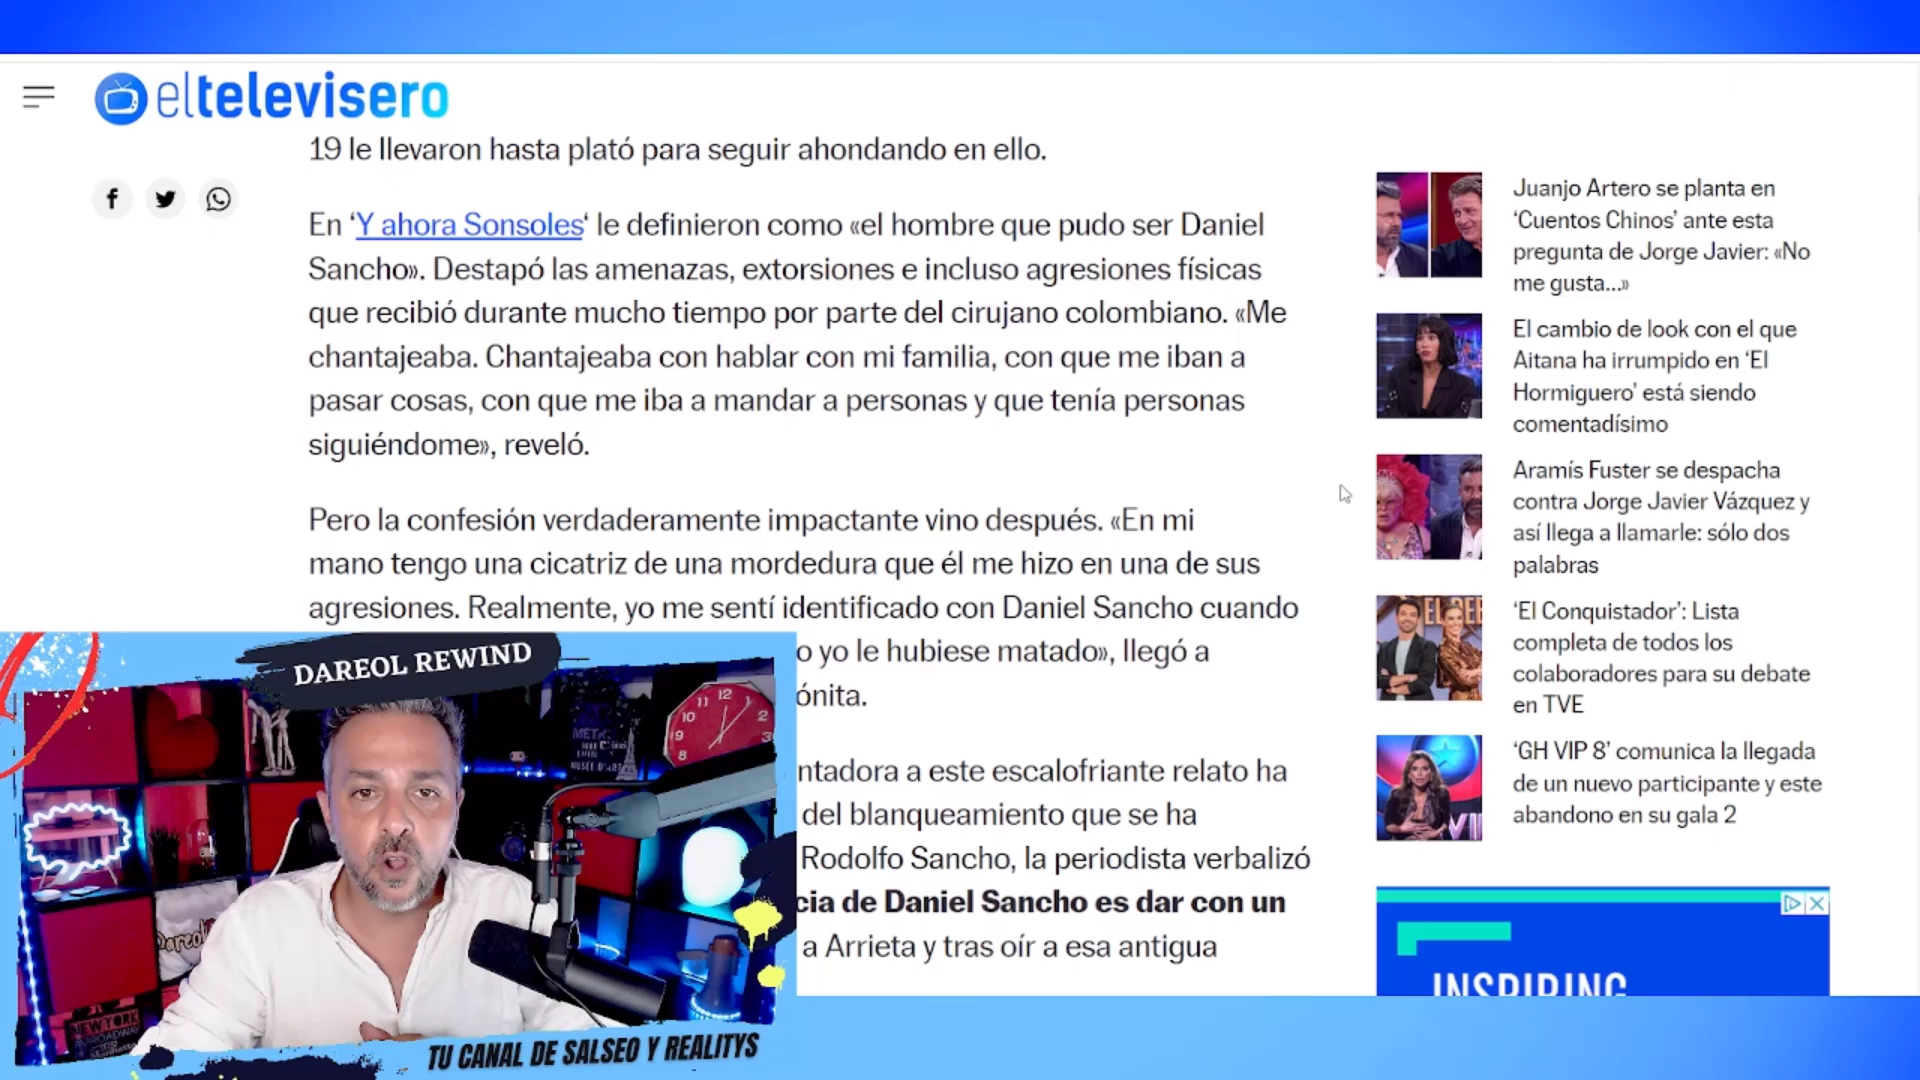 eltelevisero
19 le llevaron hasta plató para seguir ahondando en ello.
En ‘Y ahora Sonsoles‘ le definieron como «el hombre que pudo ser Daniel
Sancho». Destapó las amenazas, extorsiones e incluso agresiones físicas
que recibió durante mucho tiempo por parte del cirujano colombiano. «Me
chantajeaba. Chantajeaba con hablar con mi familia, con que me iban a
pasar cosas, con que me iba a mandar a personas y que tenía personas
siguiéndome», reveló.
Pero la confesión verdaderamente impactante vino después. «En mi
mano tengo una cicatriz de una mordedura que él me hizo en una de sus
agresiones. Realmente, yo me sentí identificado con Daniel Sancho cuando
o yo le hubiese matado», llegó a
ónita.
ntadora a este escalofriante relato ha
del blanqueamiento que se ha
Rodolfo Sancho, la periodista verbalizó
cia de Daniel Sancho es dar con un
a Arrieta y tras oír a esa antigua
Juanjo Artero se planta en
‘Cuentos Chinos’ ante esta
pregunta de Jorge Javier: «No
me gusta...»
El cambio de look con el que
Aitana ha irrumpido en ‘El
Hormiguero’ está siendo
comentadísimo
Aramís Fuster se despacha
contra Jorge Javier Vázquez y
así llega a llamarle: sólo dos
palabras
‘El Conquistador’: Lista
completa de todos los
colaboradores para su debate
en TVE
‘GH VIP 8’ comunica la llegada
de un nuevo participante y este
abandono en su gala 2
INSPIRING
DAREOL REWIND
12
11
10
9
8
1
2
3
NEWYORK
TU CANAL DE SALSEO Y REALITYS